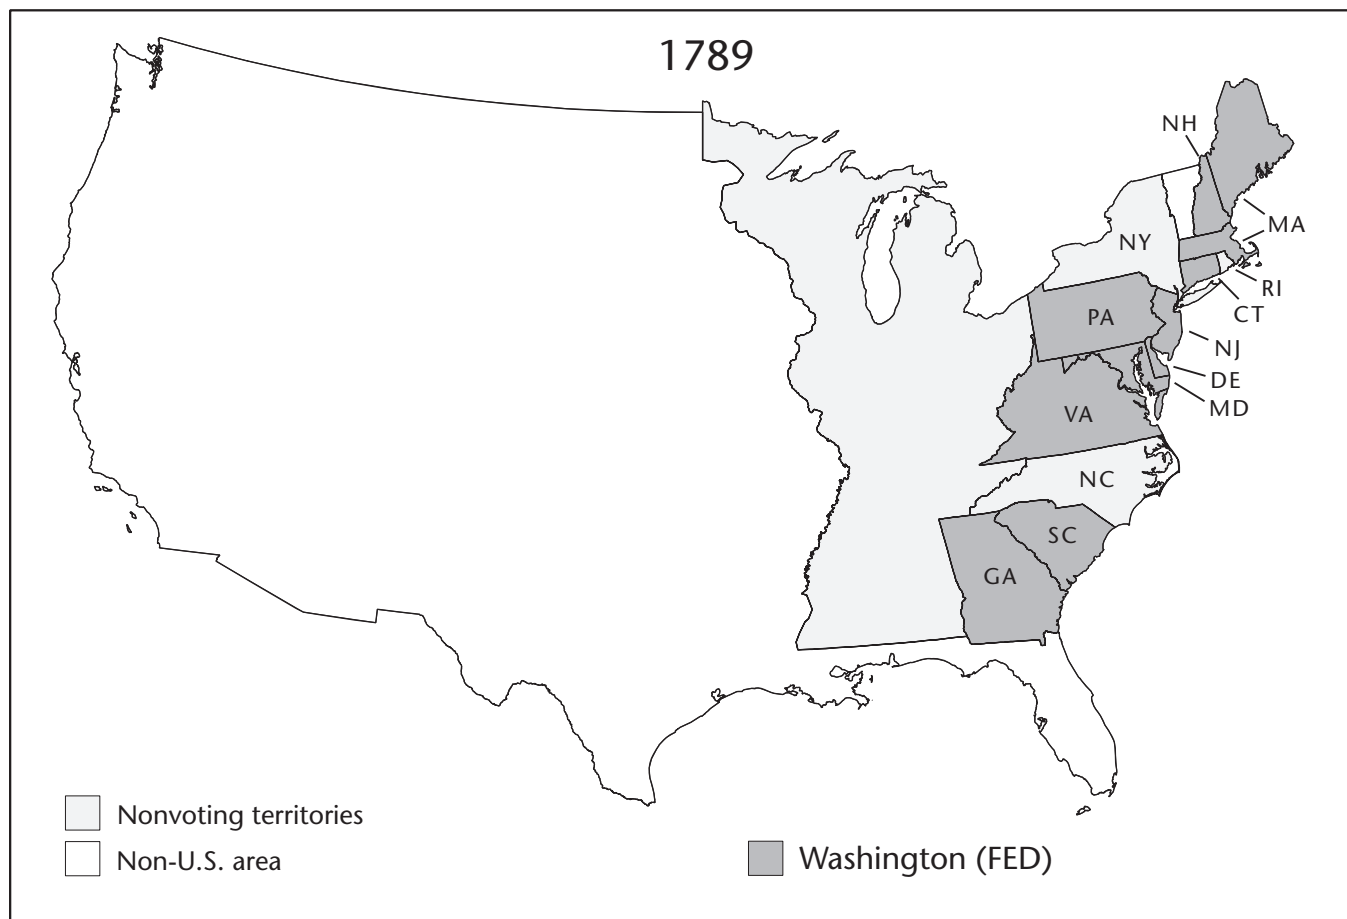 1789
NH
MA
NY
RI
CT
PA
NJ
DE
MD
VA
NC
SC
GA
Nonvoting territories
Non-U.S. area
Washington (FED)